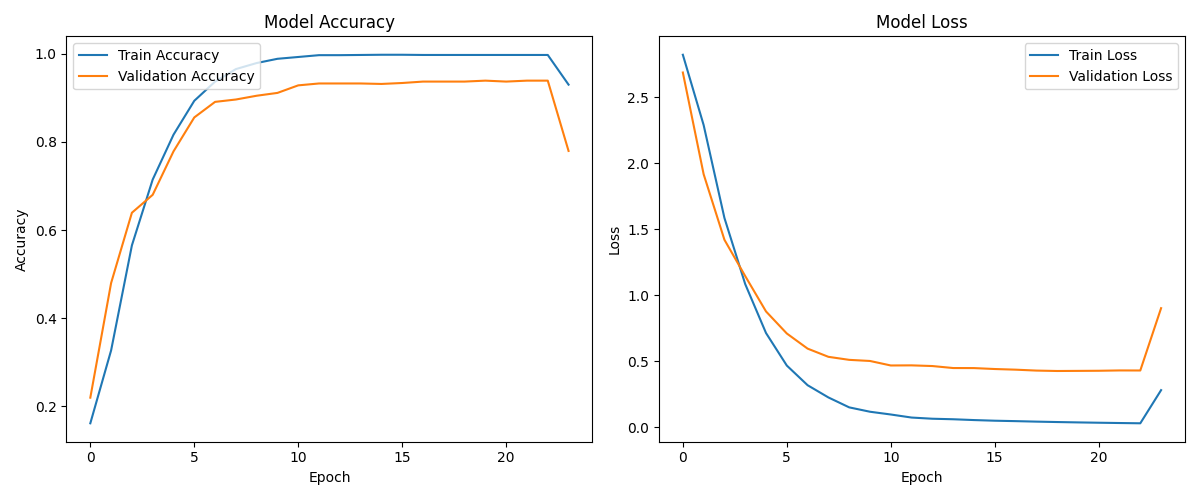 Model Accuracy
Train Accuracy
Validation Accuracy
1.0
0.8
0.6
0.4
0.2
Accuracy
0
5
10
15
20
Epoch
Model Loss
Train Loss
Validation Loss
2.5
2.0
1.5
1.0
0.5
0.0
Loss
0
5
10
15
20
Epoch